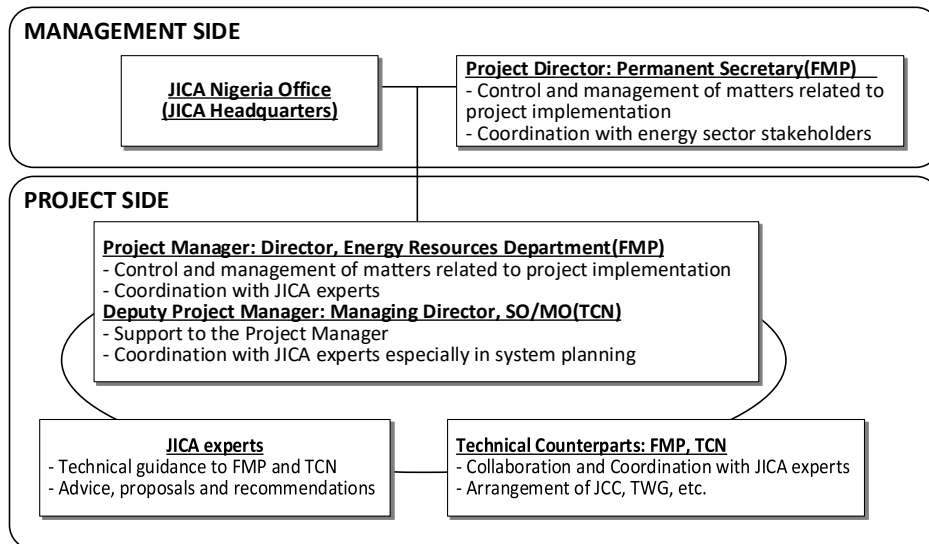 MANAGEMENT SIDE
JICA Nigeria Office
(JICA Headquarters)
Project Director: Permanent Secretary(FMP)
- Control and management of matters related to
project implementation
- Coordination with energy sector stakeholders
PROJECT SIDE
Project Manager: Director, Energy Resources Department(FMP)
- Control and management of matters related to project implementation
- Coordination with JICA experts
Deputy Project Manager: Managing Director, SO/MO(TCN)
- Support to the Project Manager
- Coordination with JICA experts especially in system planning
JICA experts
- Technical guidance to FMP and TCN
- Advice, proposals and recommendations
Technical Counterparts: FMP, TCN
- Collaboration and Coordination with JICA experts
- Arrangement of JCC, TWG, etc.